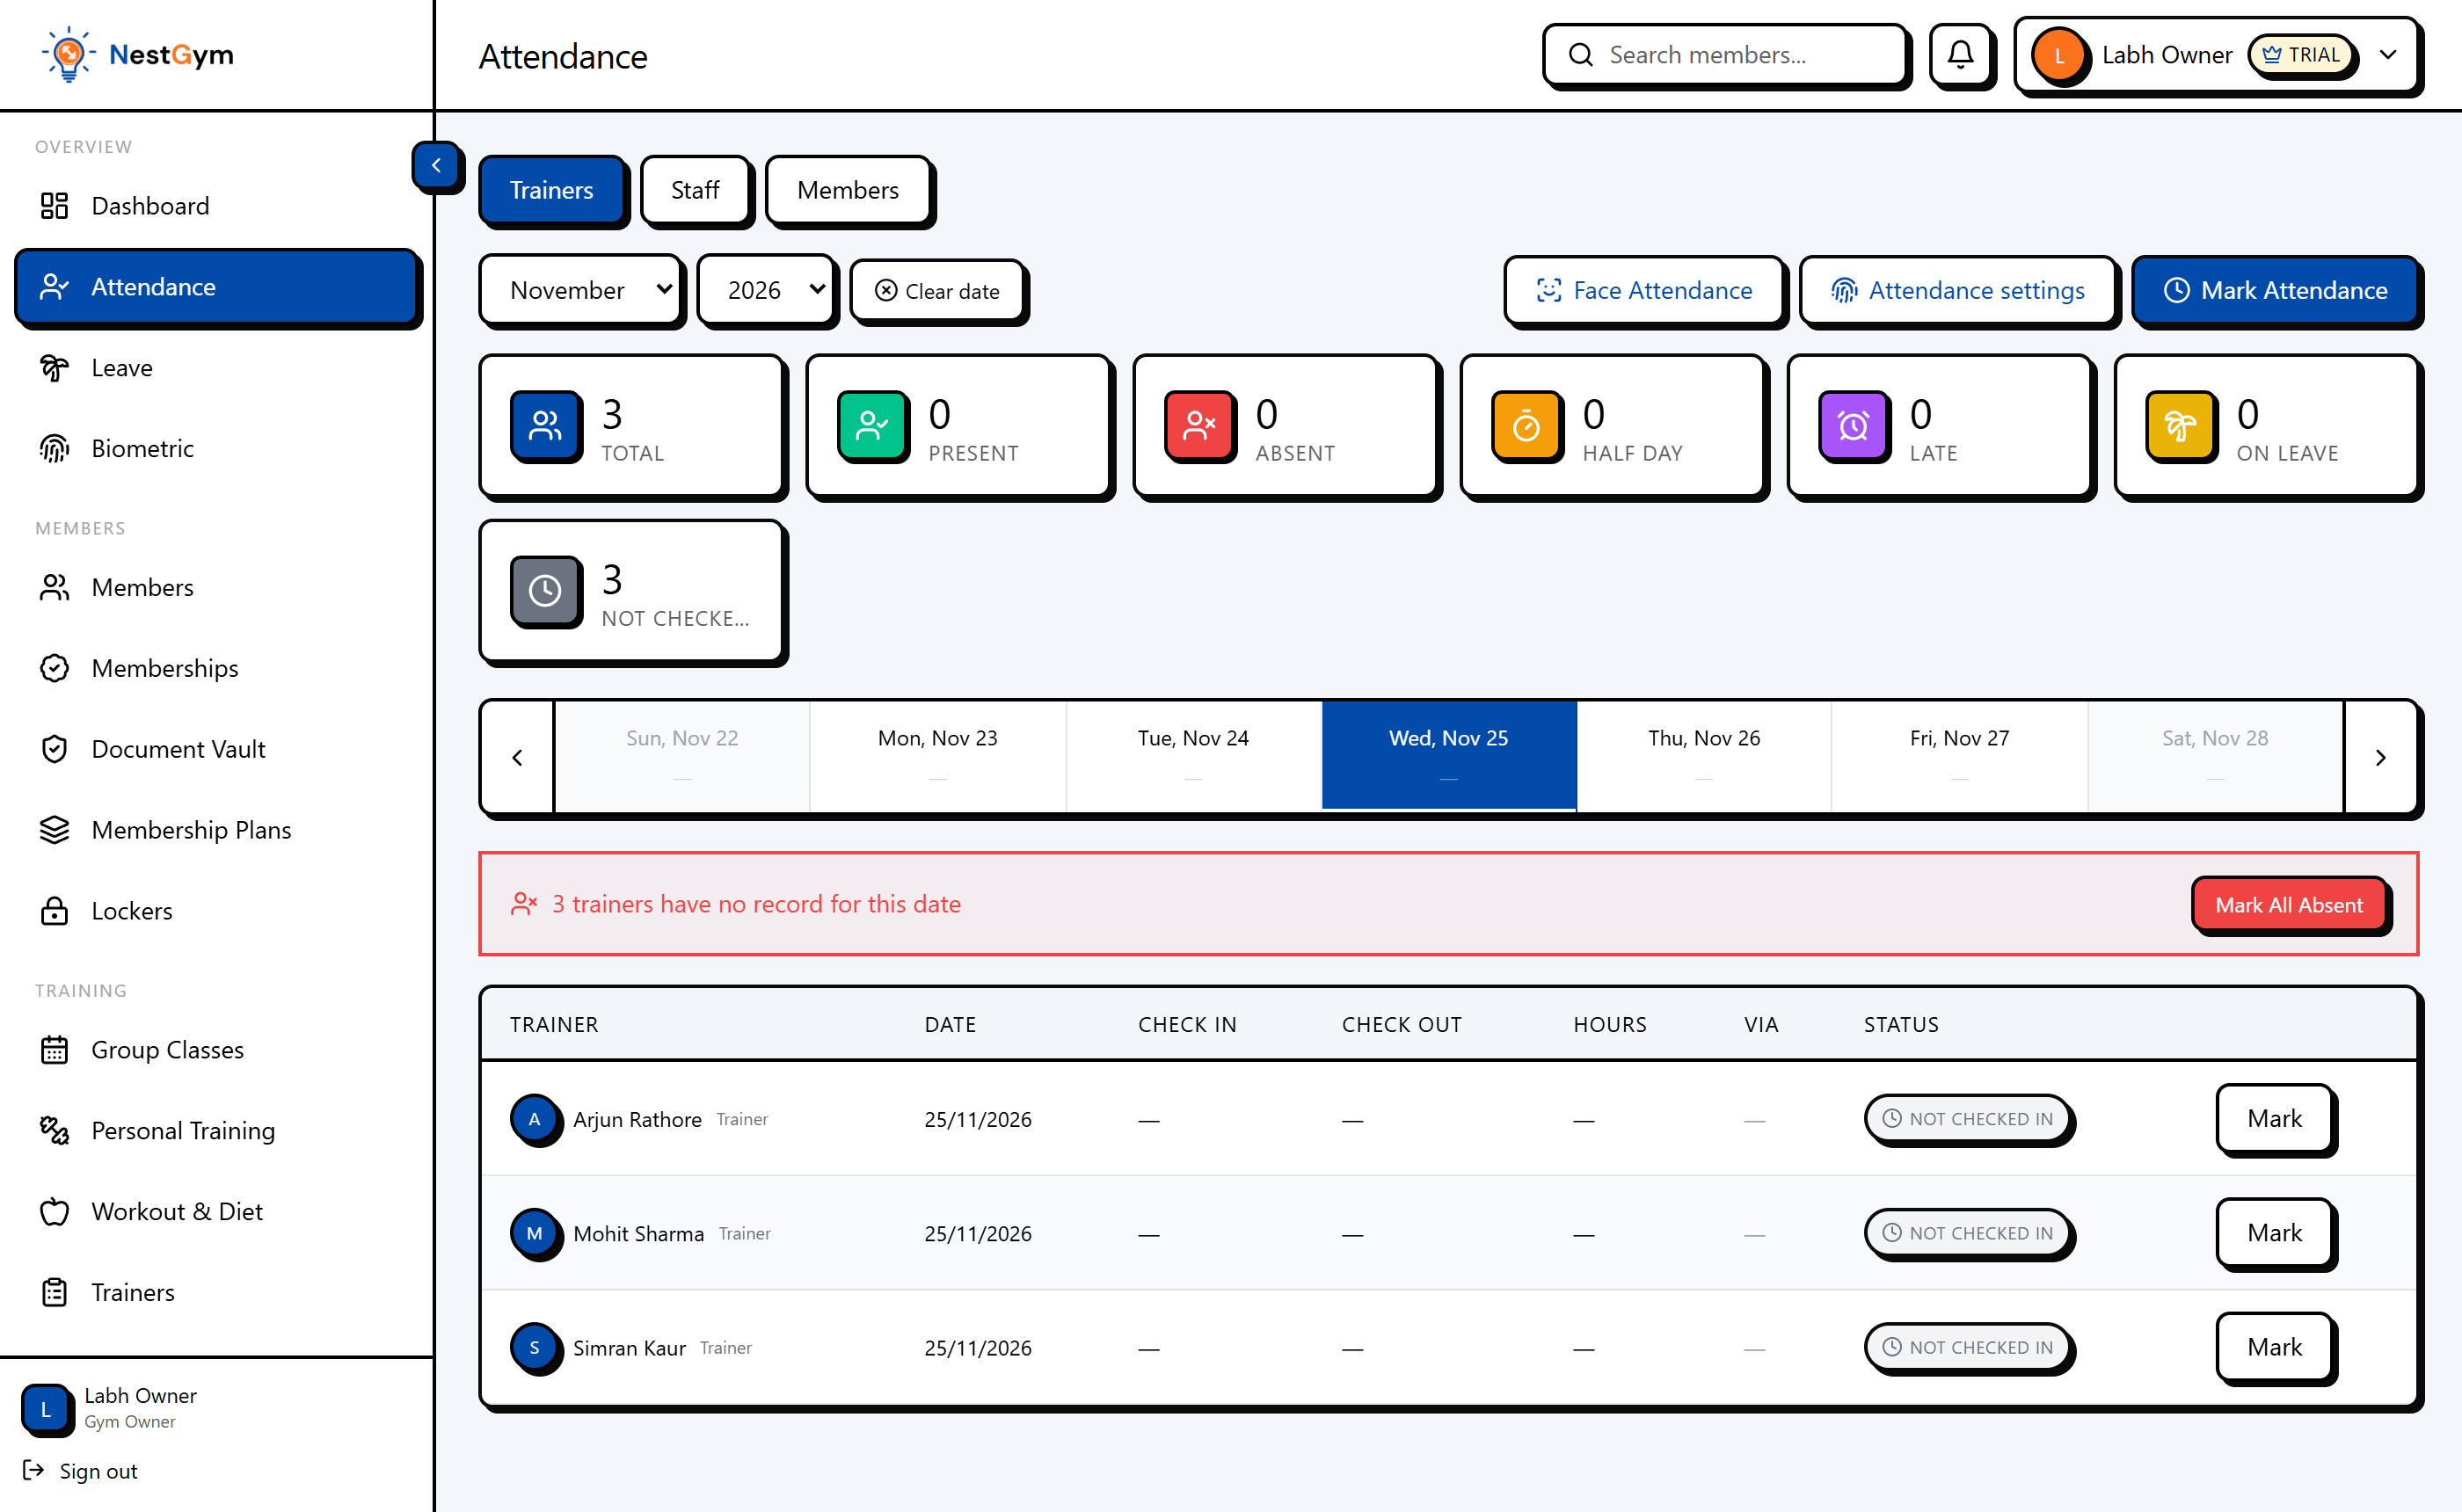 NestGym
Attendance
Search members...
L
Labh Owner
TRIAL
OVERVIEW
Dashboard
Attendance
Leave
Biometric
MEMBERS
Members
Memberships
Document Vault
Membership Plans
Lockers
TRAINING
Group Classes
Personal Training
Workout & Diet
Trainers
L
Labh Owner
Gym Owner
Sign out
Trainers
Staff
Members
November
2026
Clear date
Face Attendance
Attendance settings
Mark Attendance
3
TOTAL
0
PRESENT
0
ABSENT
0
HALF DAY
0
LATE
0
ON LEAVE
3
NOT CHECKE...
Sun, Nov 22
—
Mon, Nov 23
—
Tue, Nov 24
—
Wed, Nov 25
—
Thu, Nov 26
—
Fri, Nov 27
—
Sat, Nov 28
—
3 trainers have no record for this date
Mark All Absent
TRAINER DATE CHECK IN CHECK OUT HOURS VIA STATUS
A Arjun Rathore Trainer 25/11/2026 — — — — NOT CHECKED IN Mark
M Mohit Sharma Trainer 25/11/2026 — — — — NOT CHECKED IN Mark
S Simran Kaur Trainer 25/11/2026 — — — — NOT CHECKED IN Mark